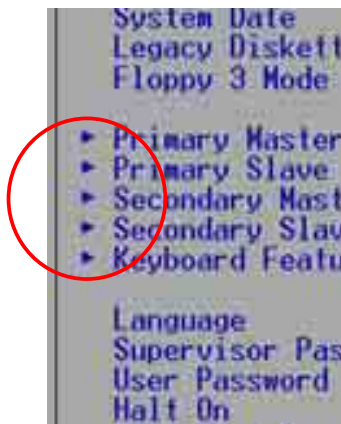 System Date
Legacy Diskett
Floppy 3 Mode
Primary Master
Primary Slave
Secondary Mast
Secondary Slav
Keyboard Featu
Language
Supervisor Pas
User Password
Halt On